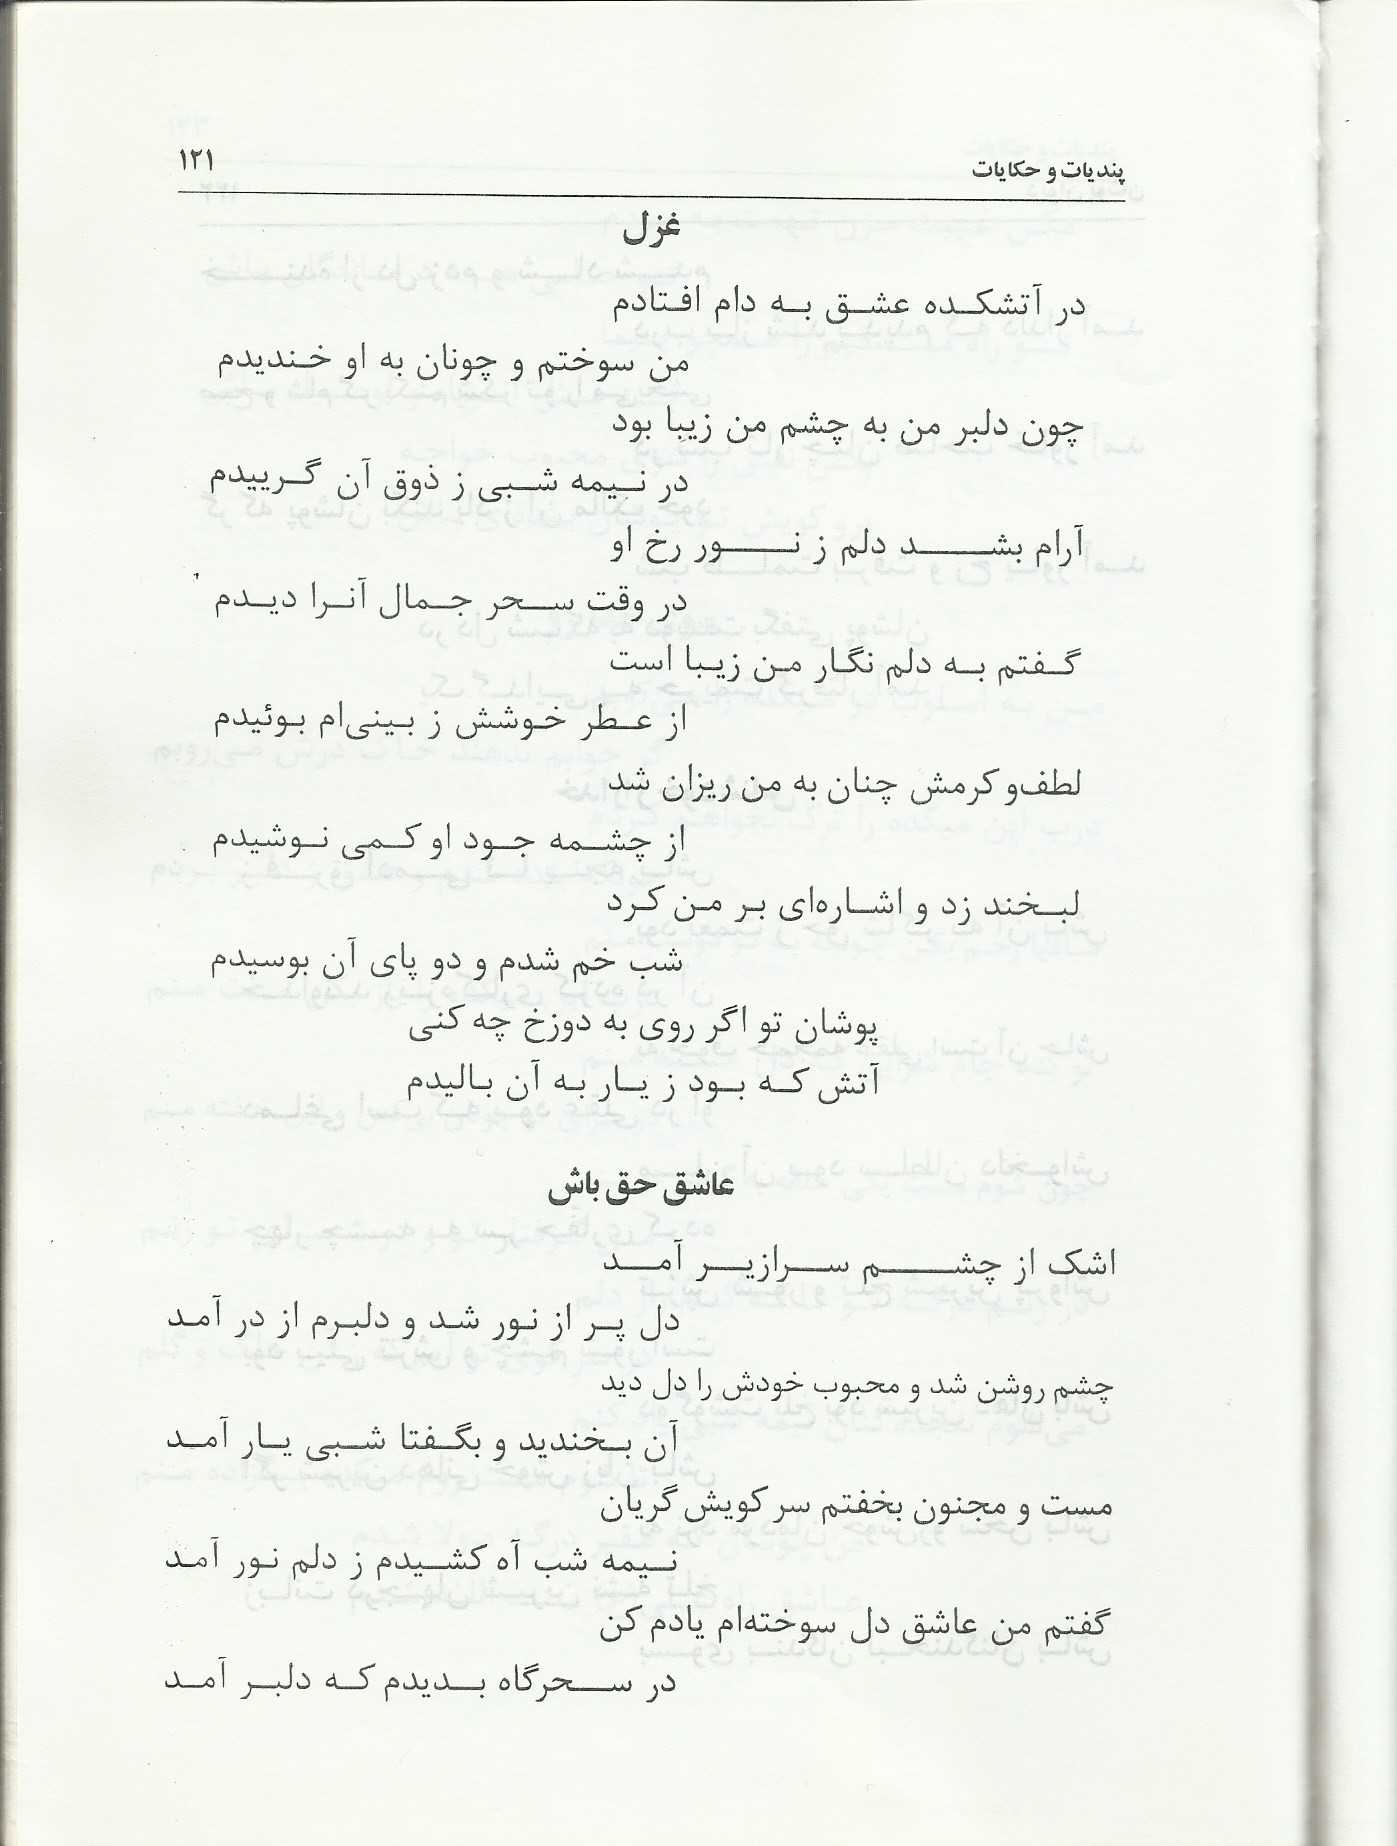 پندیات و حکایات ۱۲۱
غزل
در آتشکده عشق به دام افتادم
من سوختم و چونان به او خندیدم
چون دلبر من به چشم من زیبا بود
در نیمه شبی ز ذوق آن گرییدم
آرام بشد دلم ز نور رخ او
در وقت سحر جمال آنرا دیدم
گفتم به دلم نگار من زیبا است
از عطر خوشش ز بینی‌ام بوئیدم
لطف‌و کرمش چنان به من ریزان شد
از چشمه جود او کمی نوشیدم
لبخند زد و اشاره‌ای بر من کرد
شب خم شدم و دو پای آن بوسیدم
پوشان تو اگر روی به دوزخ چه کنی
آتش که بود ز یار به آن بالیدم
عاشق حق باش
اشک از چشم سرازیر آمد
دل پر از نور شد و دلبرم از در آمد
چشم روشن شد و محبوب خودش را دل دید
آن بخندید و بگفتا شبی یار آمد
مست و مجنون بخفتم سر کویش گریان
نیمه شب آه کشیدم ز دلم نور آمد
گفتم من عاشق دل سوخته‌ام یادم کن
در سحرگاه بدیدم که دلبر آمد